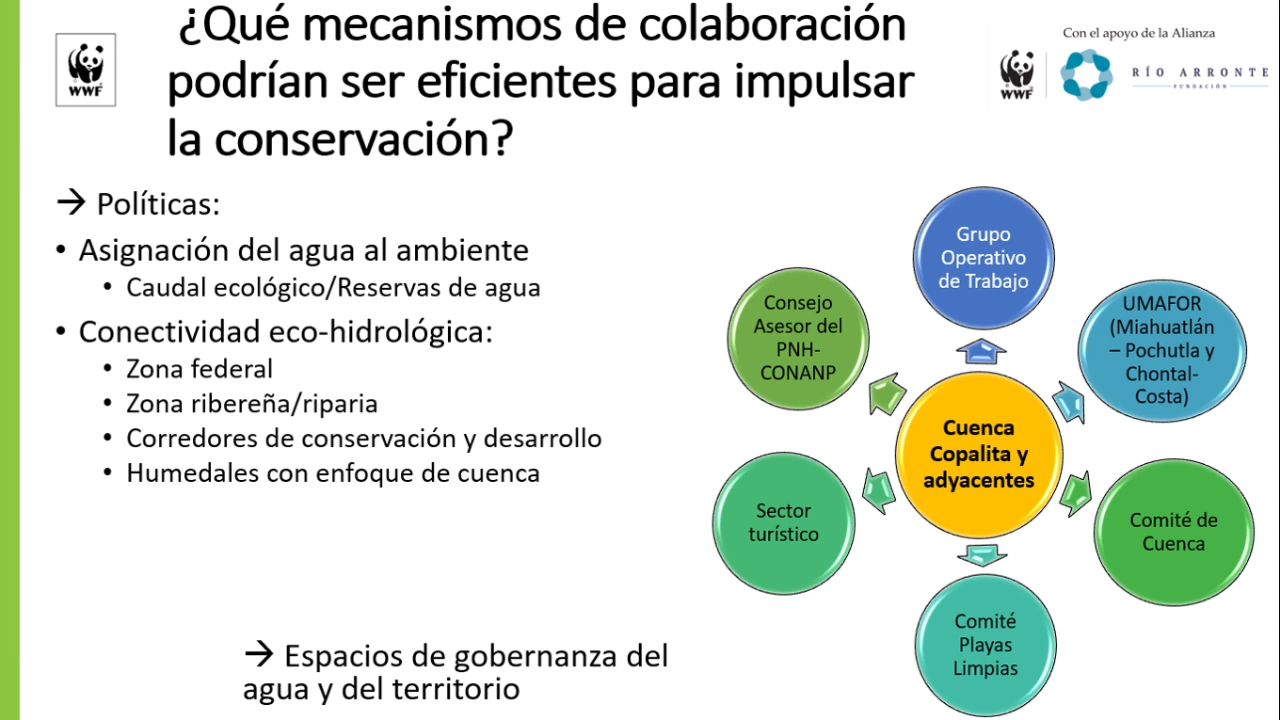 ¿Qué mecanismos de colaboración
podrían ser eficientes para impulsar
la conservación?
WWF
Con el apoyo de la Alianza
WWF
RÍO ARRONTE
FUNDACIÓN
→ Políticas:
• Asignación del agua al ambiente
• Caudal ecológico/Reservas de agua
• Conectividad eco-hidrológica:
• Zona federal
• Zona ribereña/riparia
• Corredores de conservación y desarrollo
• Humedales con enfoque de cuenca
→ Espacios de gobernanza del
agua y del territorio
Grupo
Operativo
de Trabajo
UMAFOR
(Miahuatlán
– Pochutla y
Chontal-
Costa)
Comité de
Cuenca
Comité
Playas
Limpias
Sector
turístico
Consejo
Asesor del
PNH-
CONANP
Cuenca
Copalita y
adyacentes